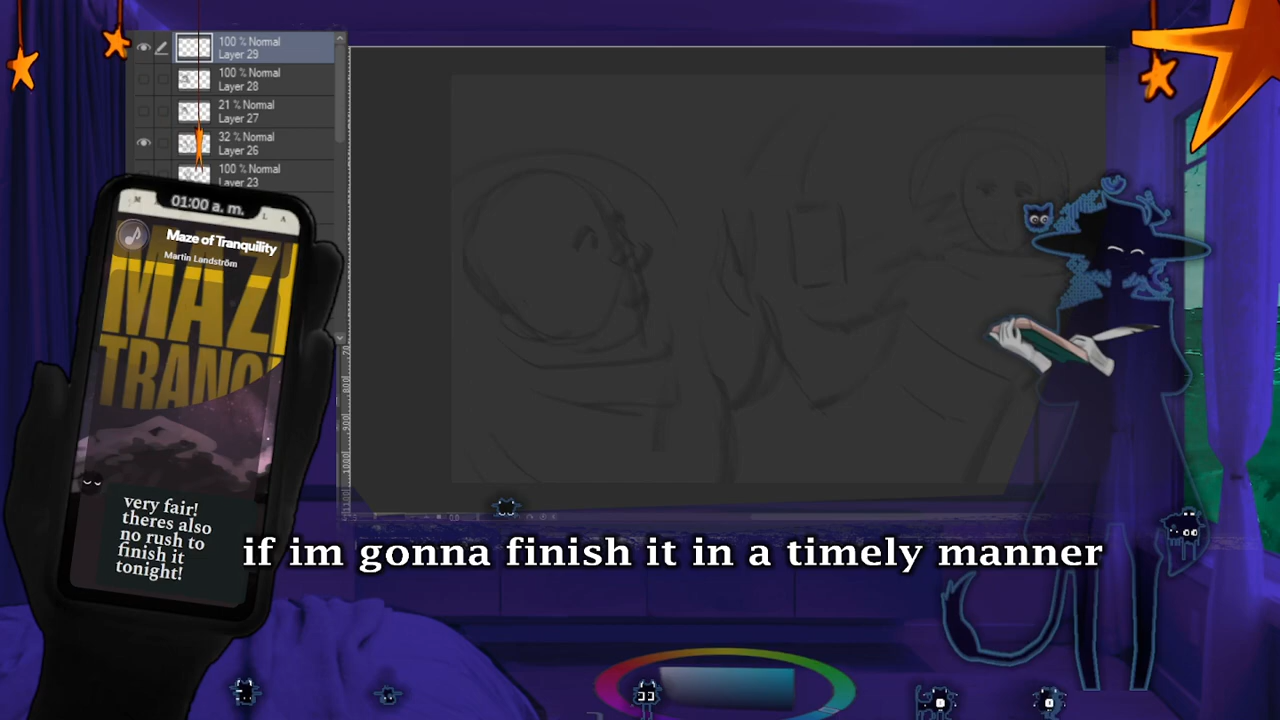 100 % Normal
Layer 29
100 % Normal
Layer 28
21 % Normal
Layer 27
32 % Normal
Layer 26
100 % Normal
Layer 23
M
01:00 a. m.
L A
Maze of Tranquility
Martin Landström
MAZ
TRANQ
very fair!
theres also
no rush to
finish it
tonight!
if im gonna finish it in a timely manner